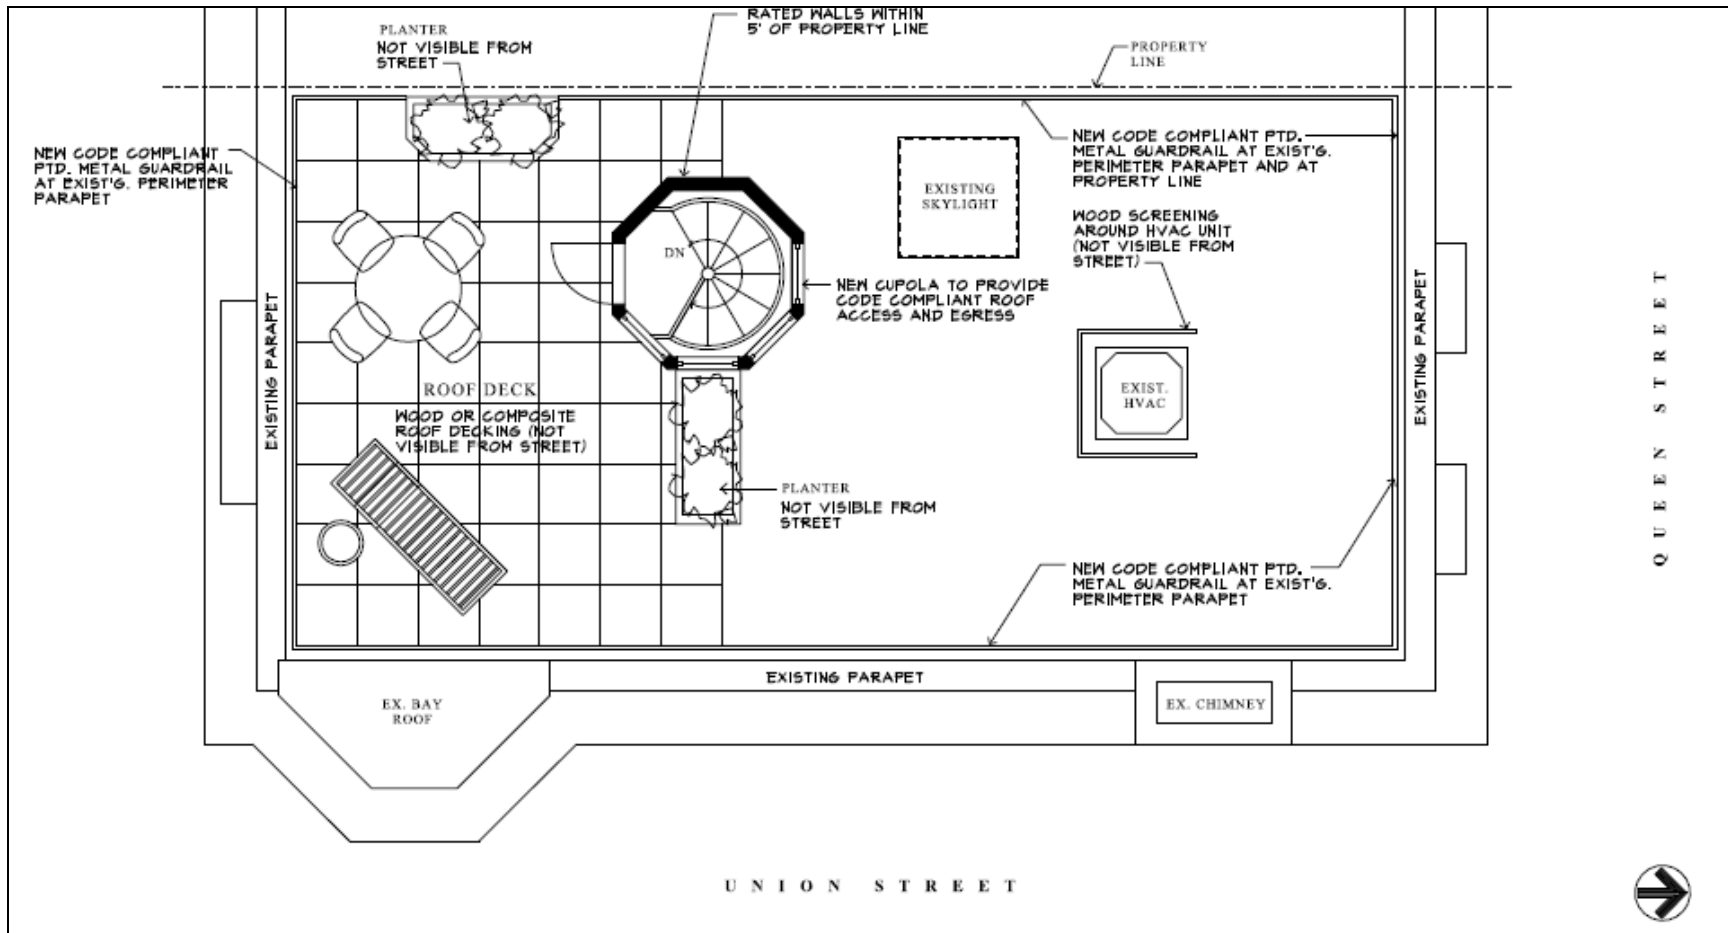 RATED WALLS WITHIN
5' OF PROPERTY LINE
PLANTER
NOT VISIBLE FROM
STREET
PROPERTY
LINE
NEW CODE COMPLIANT
PTD. METAL GUARDRAIL
AT EXIST'G. PERIMETER
PARAPET
NEW CODE COMPLIANT PTD.
METAL GUARDRAIL AT EXIST'G.
PERIMETER PARAPET AND AT
PROPERTY LINE
EXISTING
SKYLIGHT
WOOD SCREENING
AROUND HVAC UNIT
(NOT VISIBLE FROM
STREET)
DN
NEW CUPOLA TO PROVIDE
CODE COMPLIANT ROOF
ACCESS AND EGRESS
EXISTING PARAPET
EXISTING PARAPET
QUEEN STREET
ROOF DECK
WOOD OR COMPOSITE
ROOF DECKING (NOT
VISIBLE FROM STREET)
EXIST.
HVAC
PLANTER
NOT VISIBLE FROM
STREET
NEW CODE COMPLIANT PTD.
METAL GUARDRAIL AT EXIST'G.
PERIMETER PARAPET
EXISTING PARAPET
EX. BAY
ROOF
EX. CHIMNEY
UNION STREET